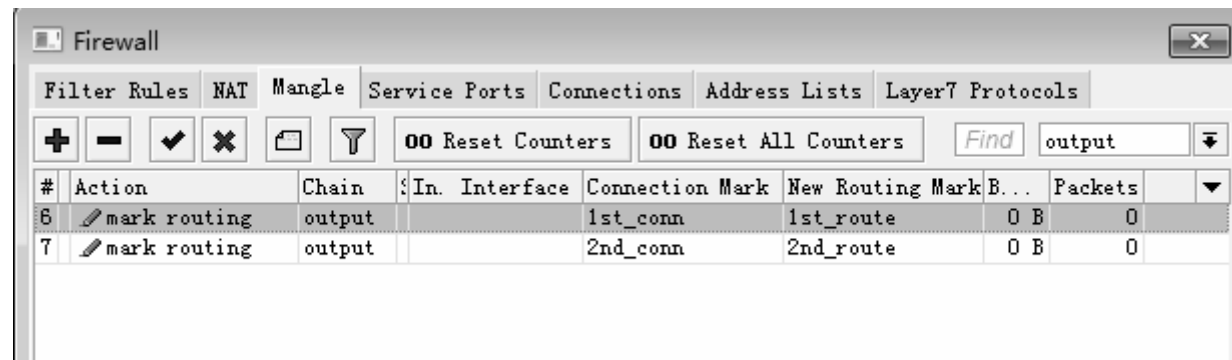 Firewall
Filter Rules NAT Mangle Service Ports Connections Address Lists Layer7 Protocols
00 Reset Counters 00 Reset All Counters Find output
# Action Chain In. Interface Connection Mark New Routing Mark B... Packets
6 mark routing output 1st_conn 1st_route 0 B 0
7 mark routing output 2nd_conn 2nd_route 0 B 0